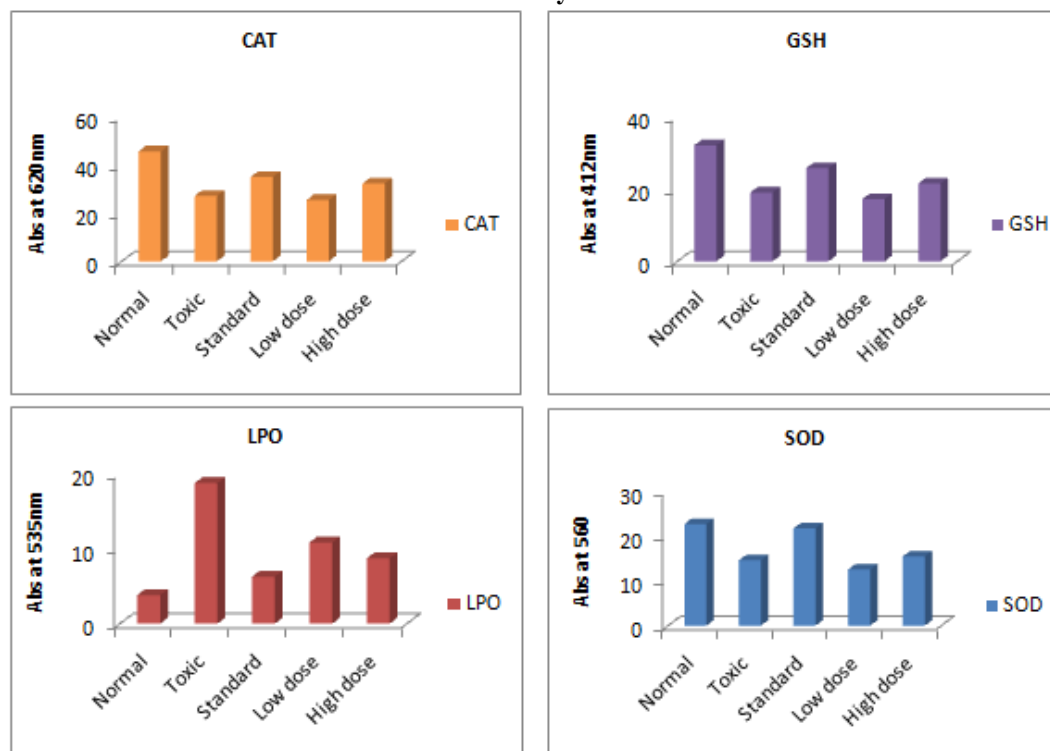 CAT
Abs at 620nm
60
40
20
0
Normal
Toxic
Standard
Low dose
High dose
CAT
GSH
Abs at 412nm
40
20
0
Normal
Toxic
Standard
Low dose
High dose
GSH
LPO
Abs at 535nm
20
10
0
Normal
Toxic
Standard
Low dose
High dose
LPO
SOD
Abs at 560
30
20
10
0
Normal
Toxic
Standard
Low dose
High dose
SOD